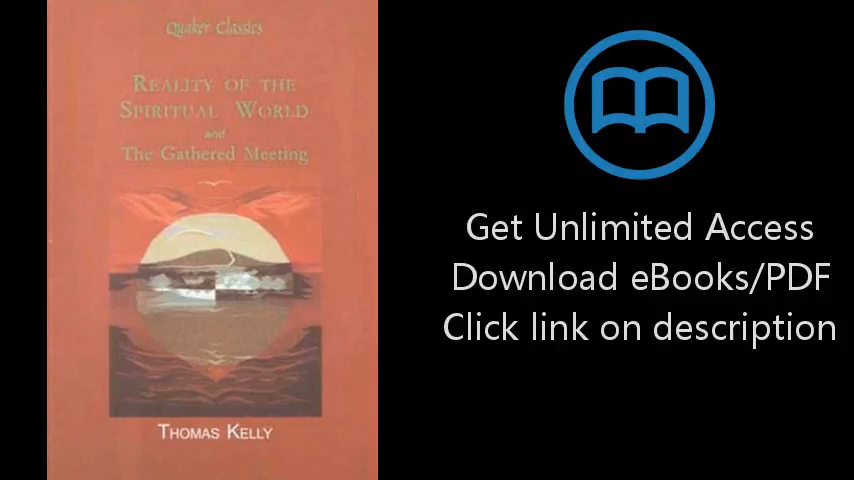 Quaker Classics
REALITY OF THE
SPIRITUAL WORLD
and
The Gathered Meeting
THOMAS KELLY
Get Unlimited Access
Download eBooks/PDF
Click link on description